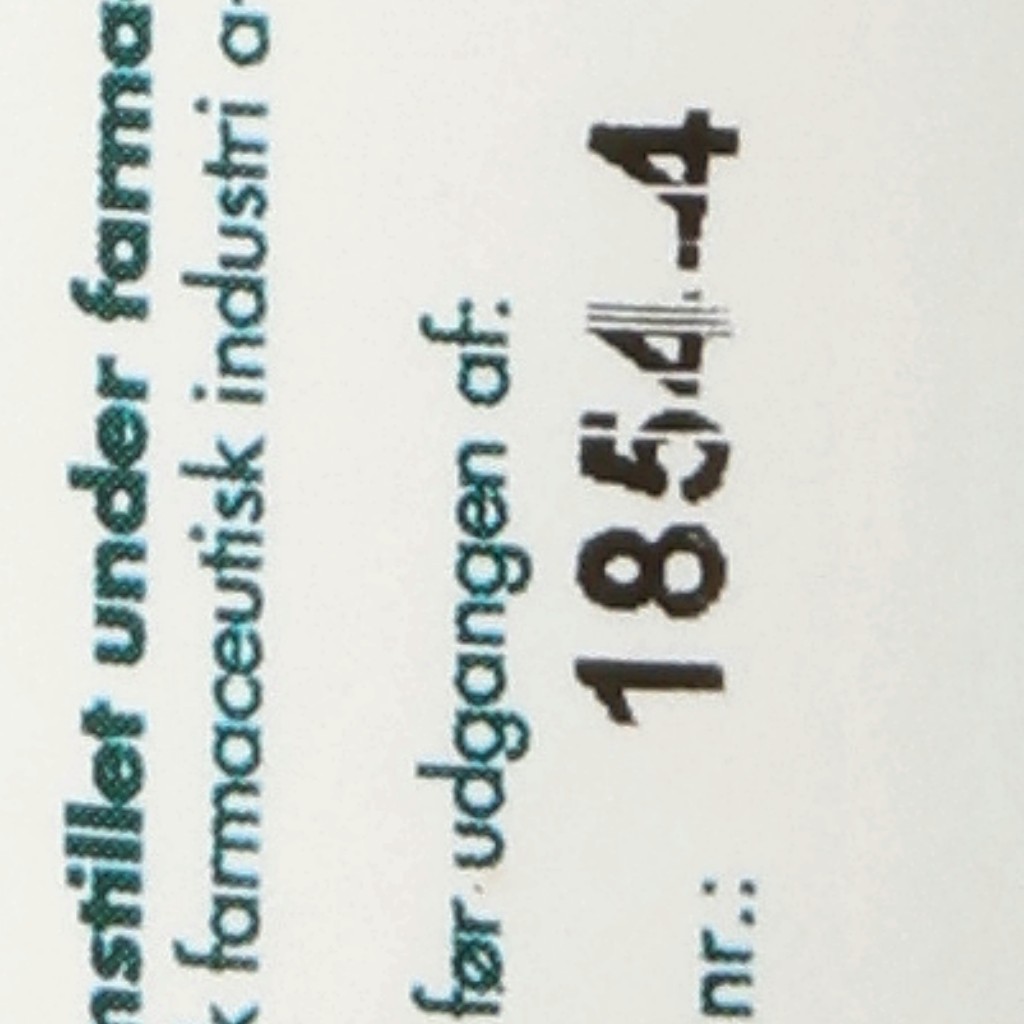 nstillet under farma
farmaceutisk industri a
før udgangen af:
1854-4
nr.: